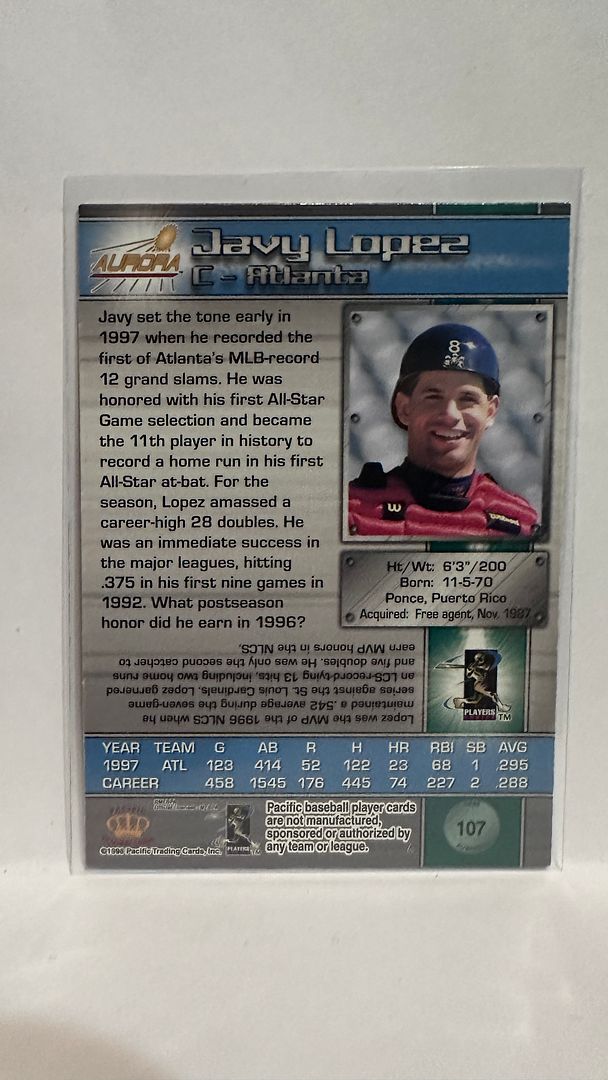 AURORA
Javy Lopez
C - Atlanta
Javy set the tone early in
1997 when he recorded the
first of Atlanta's MLB-record
12 grand slams. He was
honored with his first All-Star
Game selection and became
the 11th player in history to
record a home run in his first
All-Star at-bat. For the
season, Lopez amassed a
career-high 28 doubles. He
was an immediate success in
the major leagues, hitting
.375 in his first nine games in
1992. What postseason
honor did he earn in 1996?
8
W
Wilson
Ht/Wt: 6'3"/200
Born: 11-5-70
Ponce, Puerto Rico
Acquired: Free agent, Nov. 1987
Lopez was the MVP of the 1996 NLCS when he
maintained a .542 average during the seven-game
series against the St. Louis Cardinals. Lopez garnered
an LCS-record-tying 13 hits, including two home runs
and five doubles. He was only the second catcher to
earn MVP honors in the NLCS.
PLAYERS
TM
YEAR TEAM G AB R H HR RBI SB AVG
1997 ATL 123 414 52 122 23 68 1 .295
CAREER 458 1545 176 445 74 227 2 .288
PLAYERS
©1998 Pacific Trading Cards, Inc.
Pacific baseball player cards
are not manufactured,
sponsored or authorized by
any team or league.
107